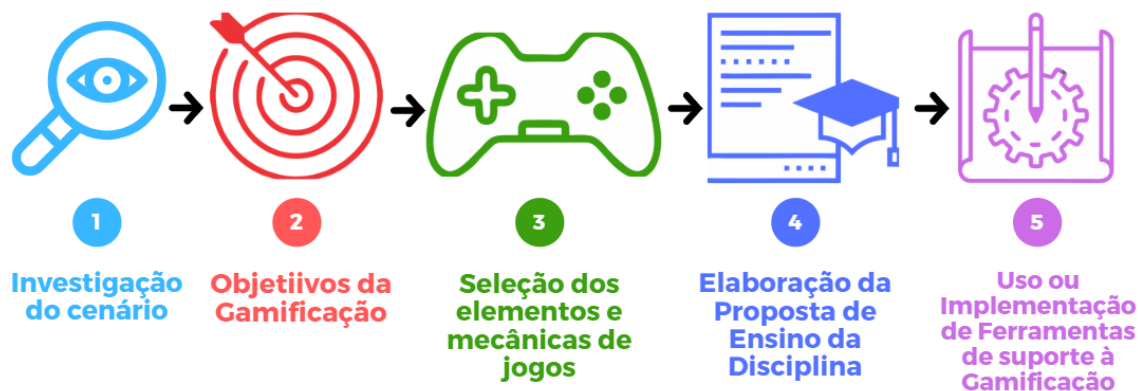 1
Investigação
do cenário
2
Objetiivos da
Gamificação
3
Seleção dos
elementos e
mecânicas de
jogos
4
Elaboração da
Proposta de
Ensino da
Disciplina
5
Uso ou
Implementação
de Ferramentas
de suporte à
Gamificação